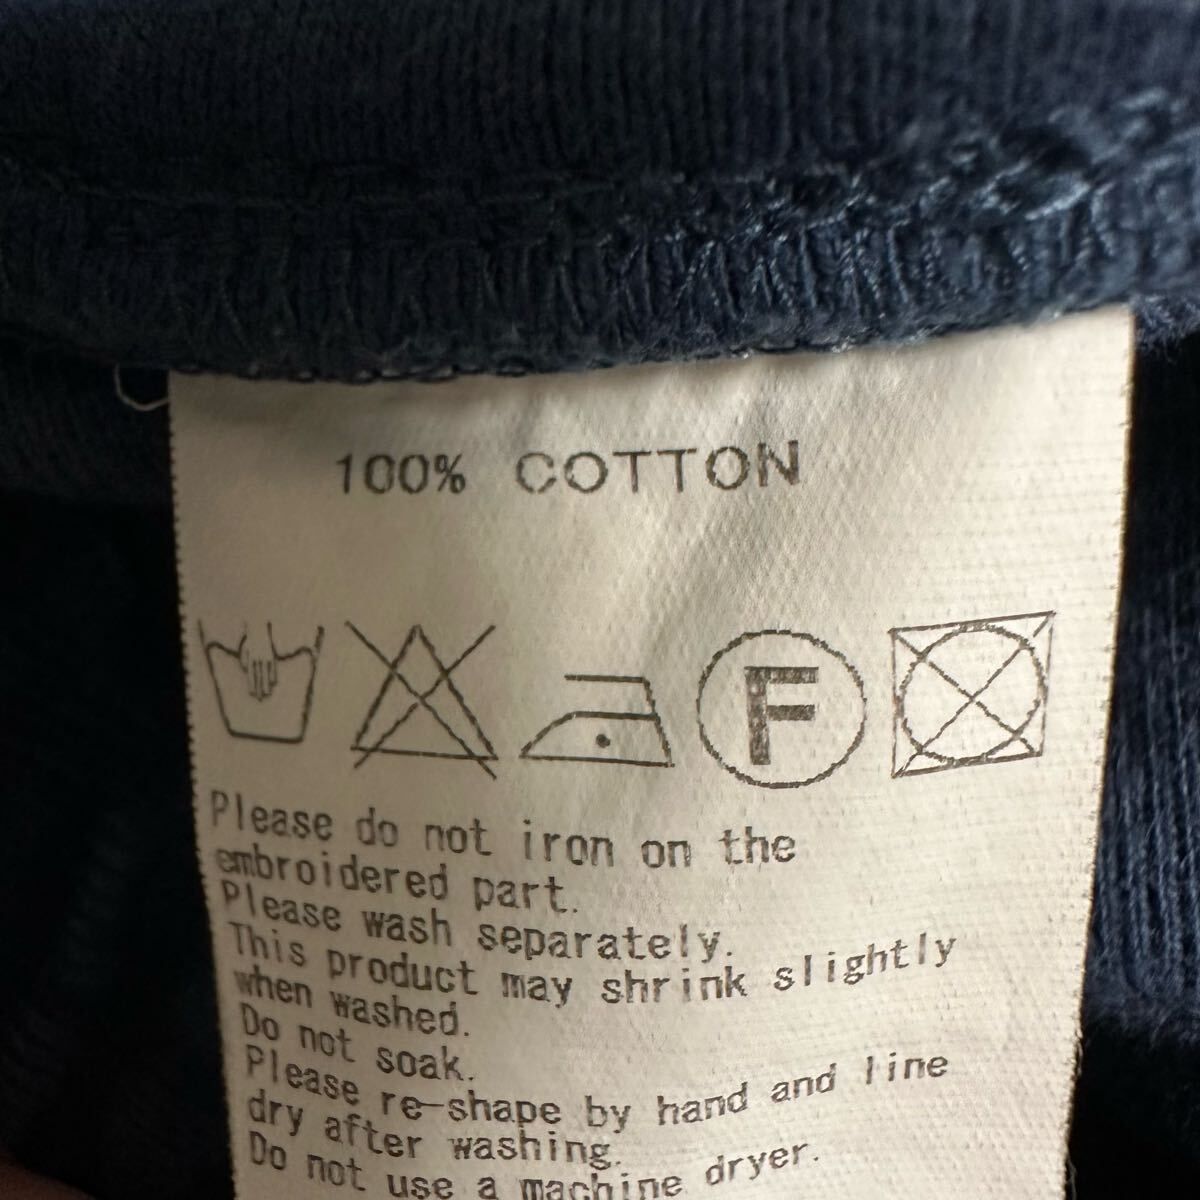 100% COTTON
F
Please do not iron on the
embroidered part.
Please wash separately.
This product may shrink slightly
when washed.
Do not soak.
Please re-shape by hand and line
dry after washing.
Do not use a machine dryer.